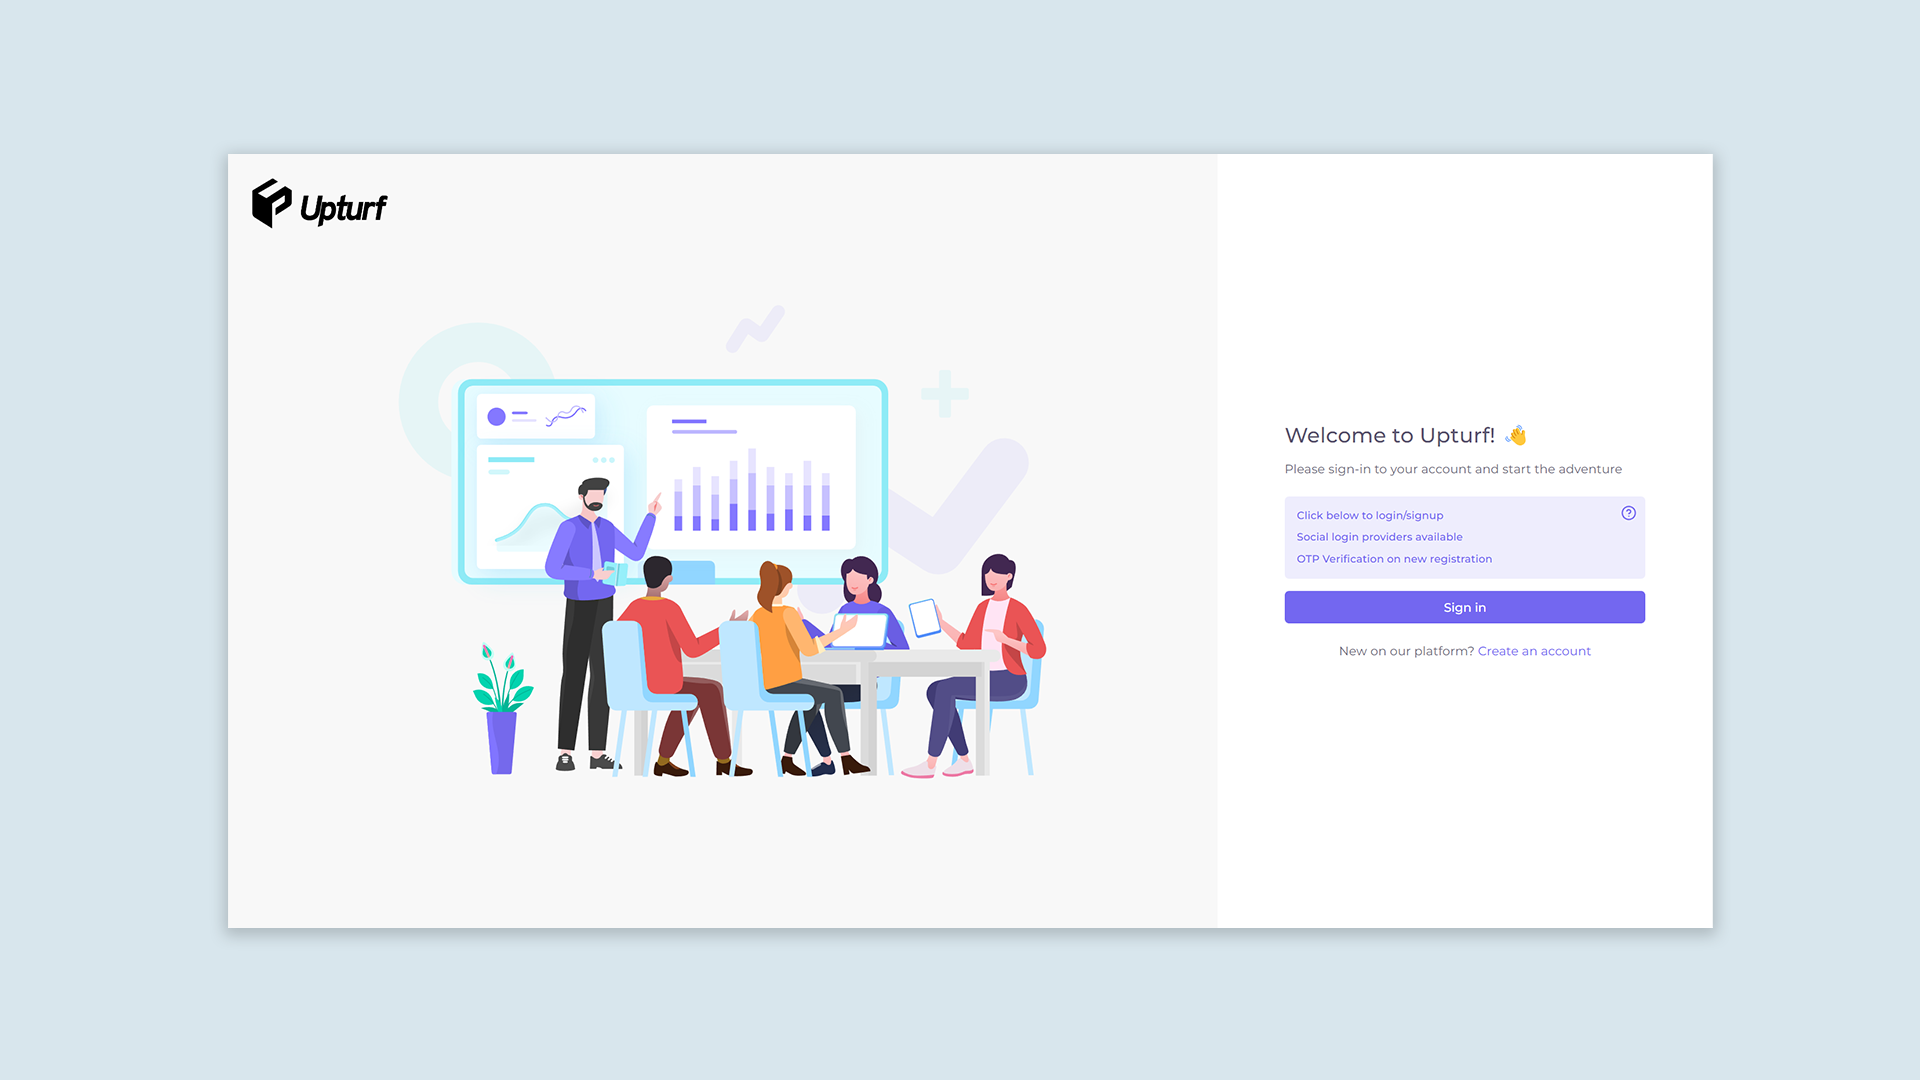 Upturf
Welcome to Upturf! 👋
Please sign-in to your account and start the adventure
Click below to login/signup
Social login providers available
OTP Verification on new registration
Sign in
New on our platform? Create an account